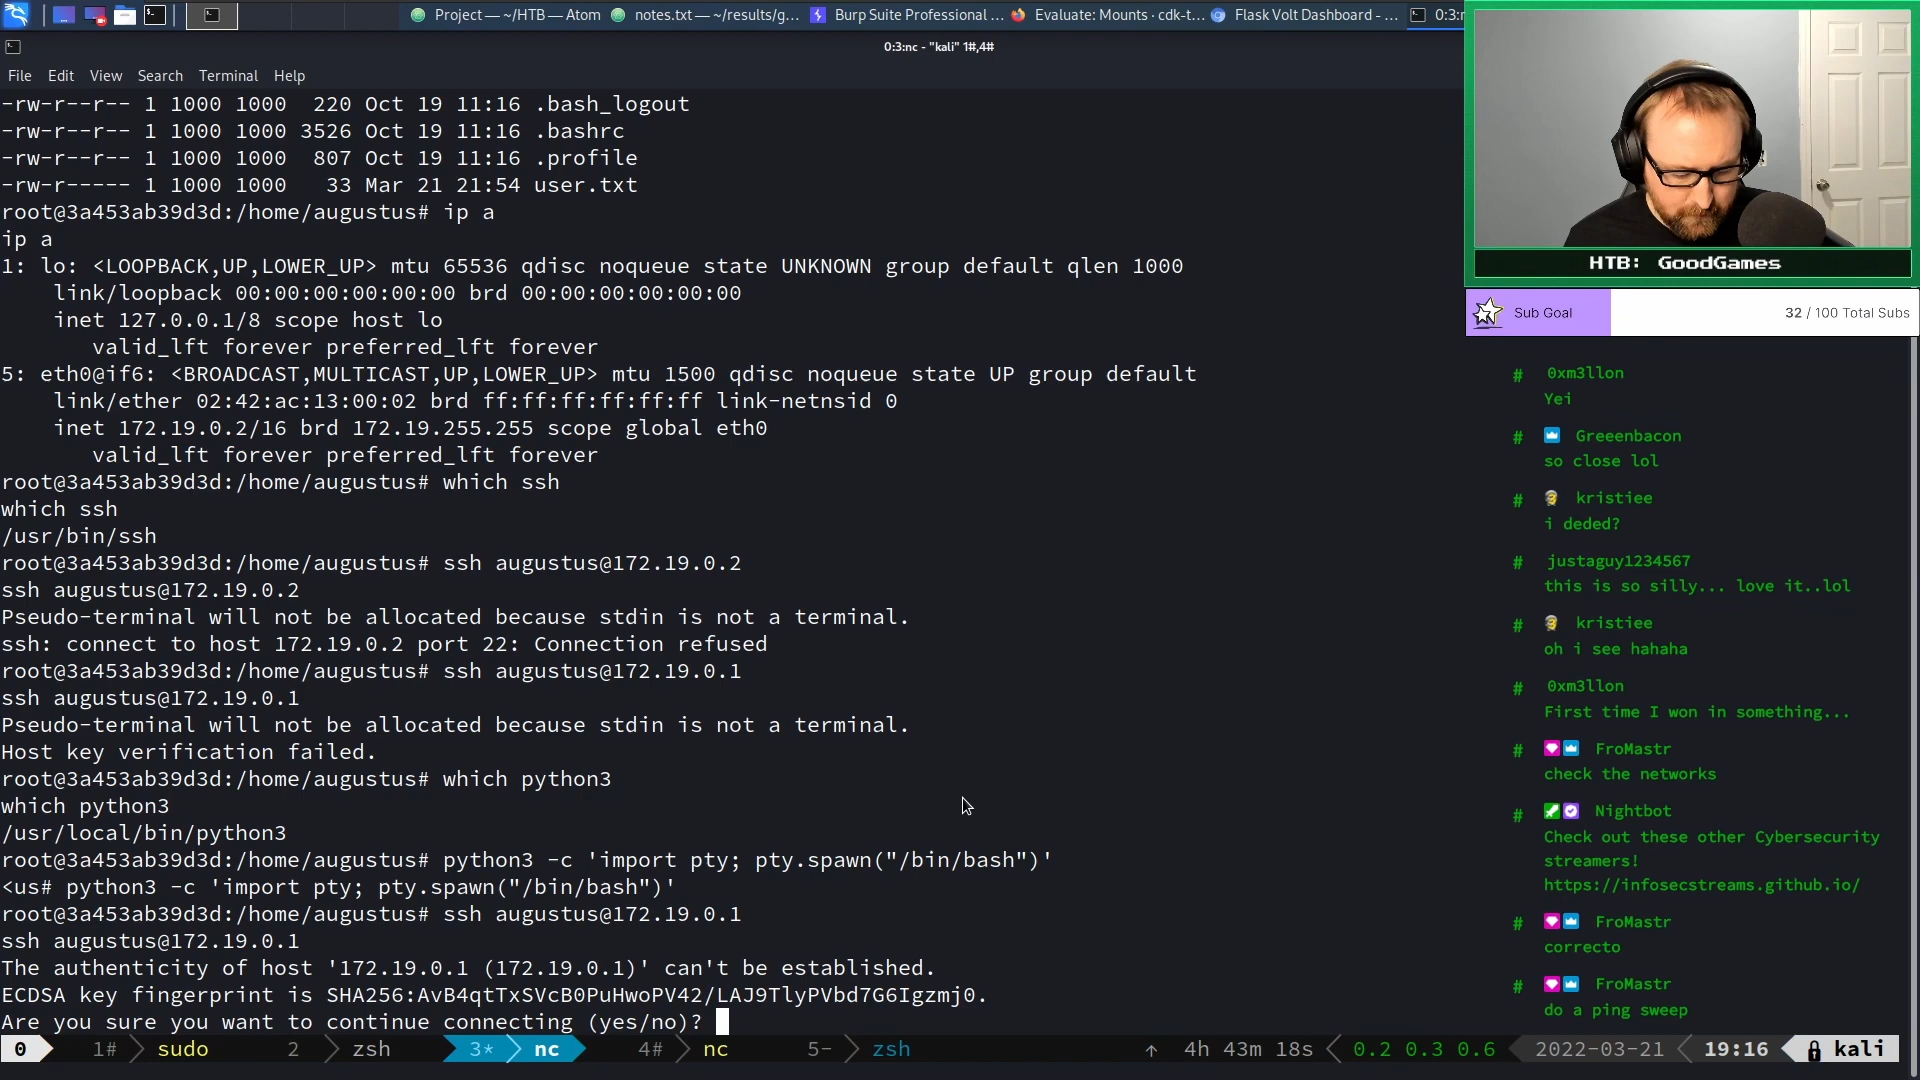 Project — ~/HTB — Atom
notes.txt — ~/results/g...
Burp Suite Professional ...
Evaluate: Mounts · cdk-t...
Flask Volt Dashboard - ...
0:3:n
0:3:nc - "kali" 1#,4#
File Edit View Search Terminal Help
-rw-r--r-- 1 1000 1000  220 Oct 19 11:16 .bash_logout
-rw-r--r-- 1 1000 1000 3526 Oct 19 11:16 .bashrc
-rw-r--r-- 1 1000 1000  807 Oct 19 11:16 .profile
-rw-r----- 1 1000 1000   33 Mar 21 21:54 user.txt
root@3a453ab39d3d:/home/augustus# ip a
ip a
1: lo: <LOOPBACK,UP,LOWER_UP> mtu 65536 qdisc noqueue state UNKNOWN group default qlen 1000
    link/loopback 00:00:00:00:00:00 brd 00:00:00:00:00:00
    inet 127.0.0.1/8 scope host lo
       valid_lft forever preferred_lft forever
5: eth0@if6: <BROADCAST,MULTICAST,UP,LOWER_UP> mtu 1500 qdisc noqueue state UP group default
    link/ether 02:42:ac:13:00:02 brd ff:ff:ff:ff:ff:ff link-netnsid 0
    inet 172.19.0.2/16 brd 172.19.255.255 scope global eth0
       valid_lft forever preferred_lft forever
root@3a453ab39d3d:/home/augustus# which ssh
which ssh
/usr/bin/ssh
root@3a453ab39d3d:/home/augustus# ssh augustus@172.19.0.2
ssh augustus@172.19.0.2
Pseudo-terminal will not be allocated because stdin is not a terminal.
ssh: connect to host 172.19.0.2 port 22: Connection refused
root@3a453ab39d3d:/home/augustus# ssh augustus@172.19.0.1
ssh augustus@172.19.0.1
Pseudo-terminal will not be allocated because stdin is not a terminal.
Host key verification failed.
root@3a453ab39d3d:/home/augustus# which python3
which python3
/usr/local/bin/python3
root@3a453ab39d3d:/home/augustus# python3 -c 'import pty; pty.spawn("/bin/bash")'
<us# python3 -c 'import pty; pty.spawn("/bin/bash")'
root@3a453ab39d3d:/home/augustus# ssh augustus@172.19.0.1
ssh augustus@172.19.0.1
The authenticity of host '172.19.0.1 (172.19.0.1)' can't be established.
ECDSA key fingerprint is SHA256:AvB4qtTxSVcB0PuHwoPV42/LAJ9TlyPVbd7G6Igzmj0.
Are you sure you want to continue connecting (yes/no)?
0 1# sudo 2 zsh 3* nc 4# nc 5- zsh ↑ 4h 43m 18s 0.2 0.3 0.6 2022-03-21 19:16 kali
HTB: GoodGames
Sub Goal 32 / 100 Total Subs
# 0xm3llon
Yei
# Greeenbacon
so close lol
# kristiee
i deded?
# justaguy1234567
this is so silly... love it..lol
# kristiee
oh i see hahaha
# 0xm3llon
First time I won in something...
# FroMastr
check the networks
# Nightbot
Check out these other Cybersecurity
streamers!
https://infosecstreams.github.io/
# FroMastr
correcto
# FroMastr
do a ping sweep